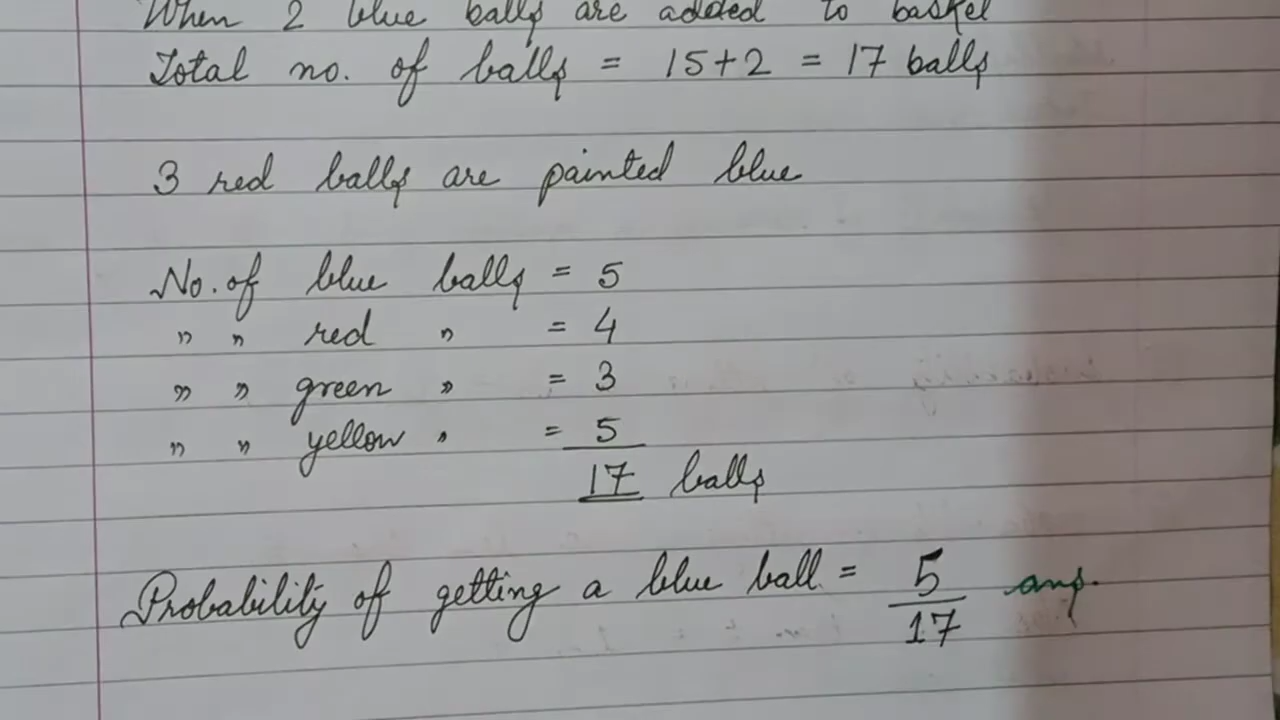 When 2 blue balls are added to basket
Total no. of balls = 15+2 = 17 balls
3 red balls are painted blue
No. of blue balls = 5
" " red " = 4
" " green " = 3
" " yellow " = 5
17 balls
Probability of getting a blue ball = 5/17 ans.